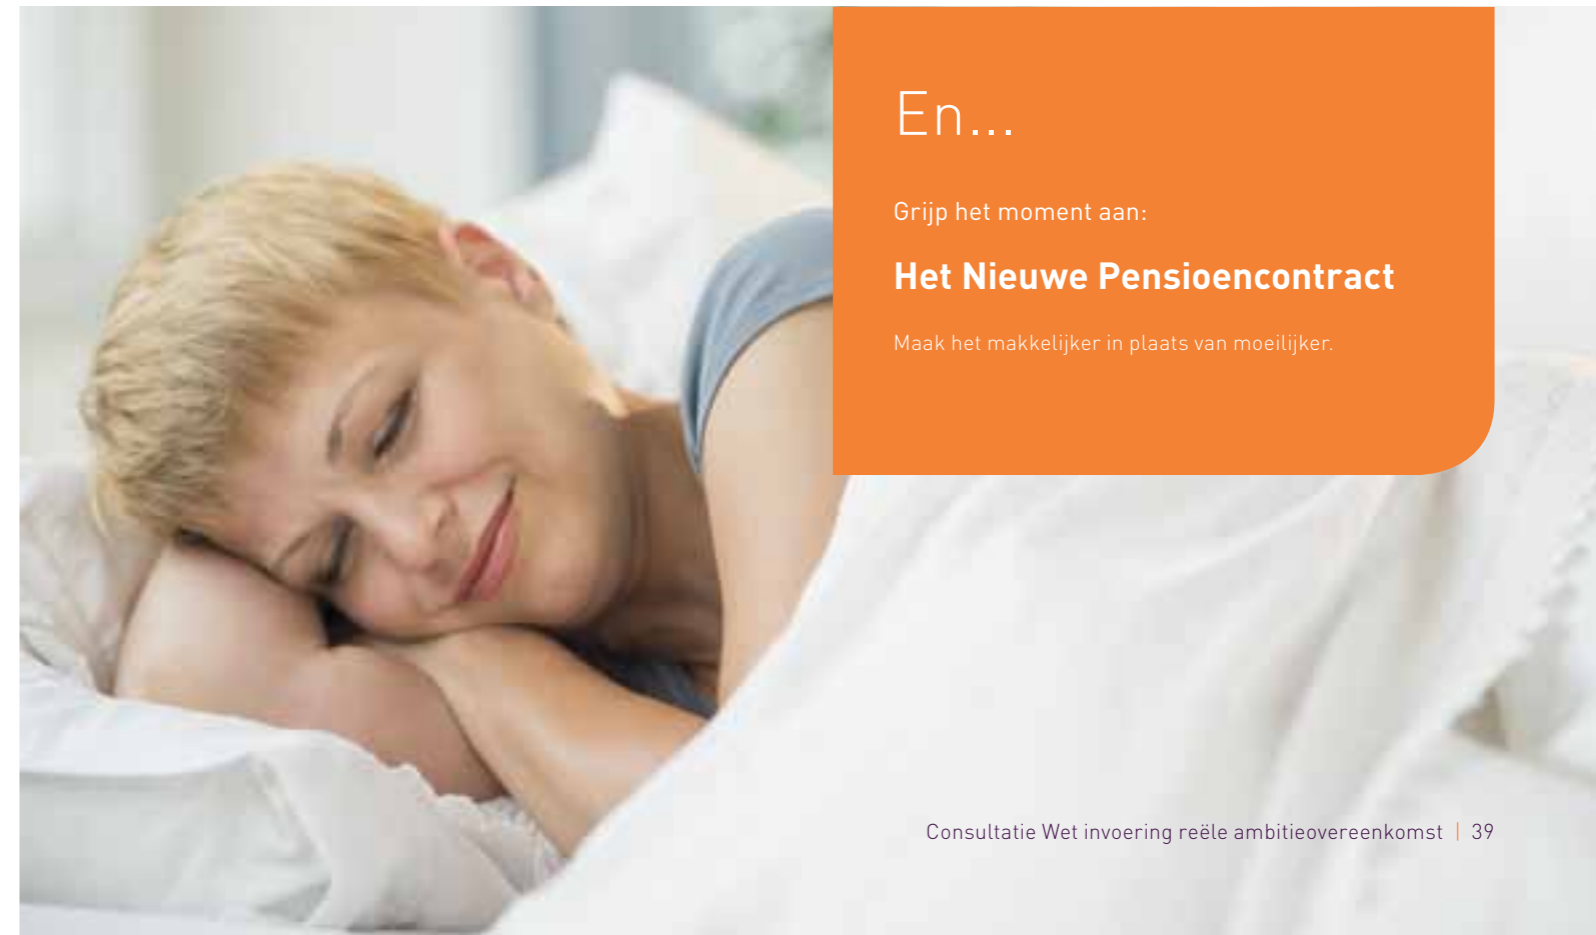 En...
Grijp het moment aan:
Het Nieuwe Pensioencontract
Maak het makkelijker in plaats van moeilijker.
Consultatie Wet invoering reële ambitieovereenkomst | 39